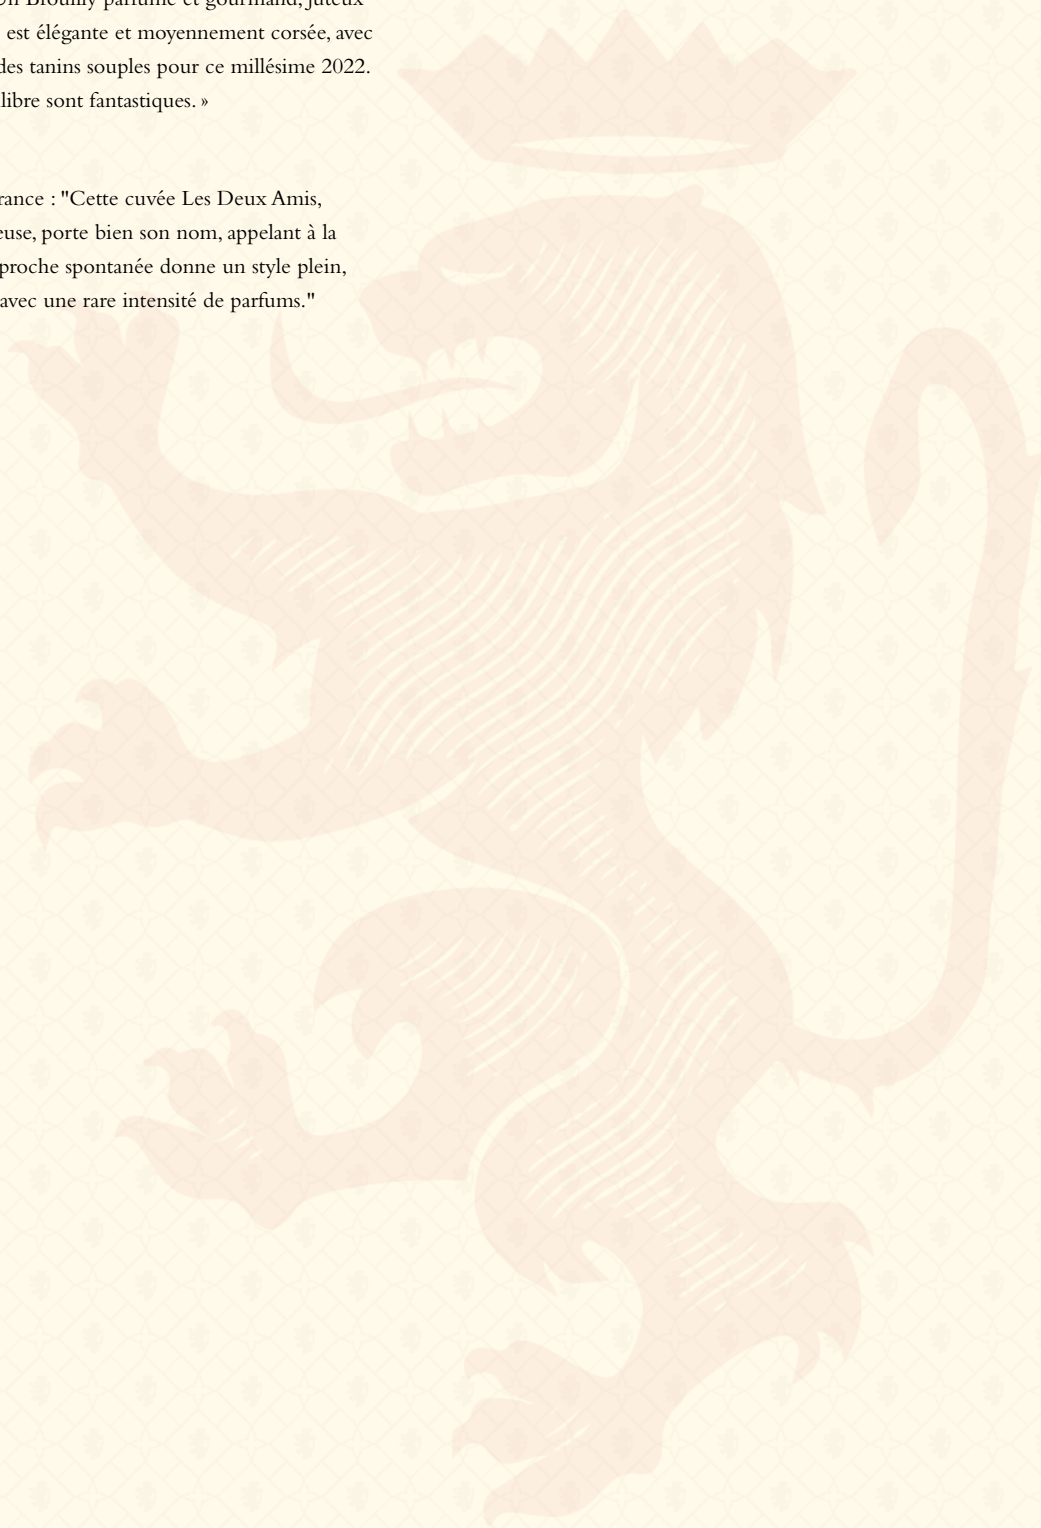 Un Brouilly parfumé et gourmand, juteux
est élégante et moyennement corsée, avec
des tanins souples pour ce millésime 2022.
libre sont fantastiques. »
rance : "Cette cuvée Les Deux Amis,
euse, porte bien son nom, appelant à la
proche spontanée donne un style plein,
avec une rare intensité de parfums."